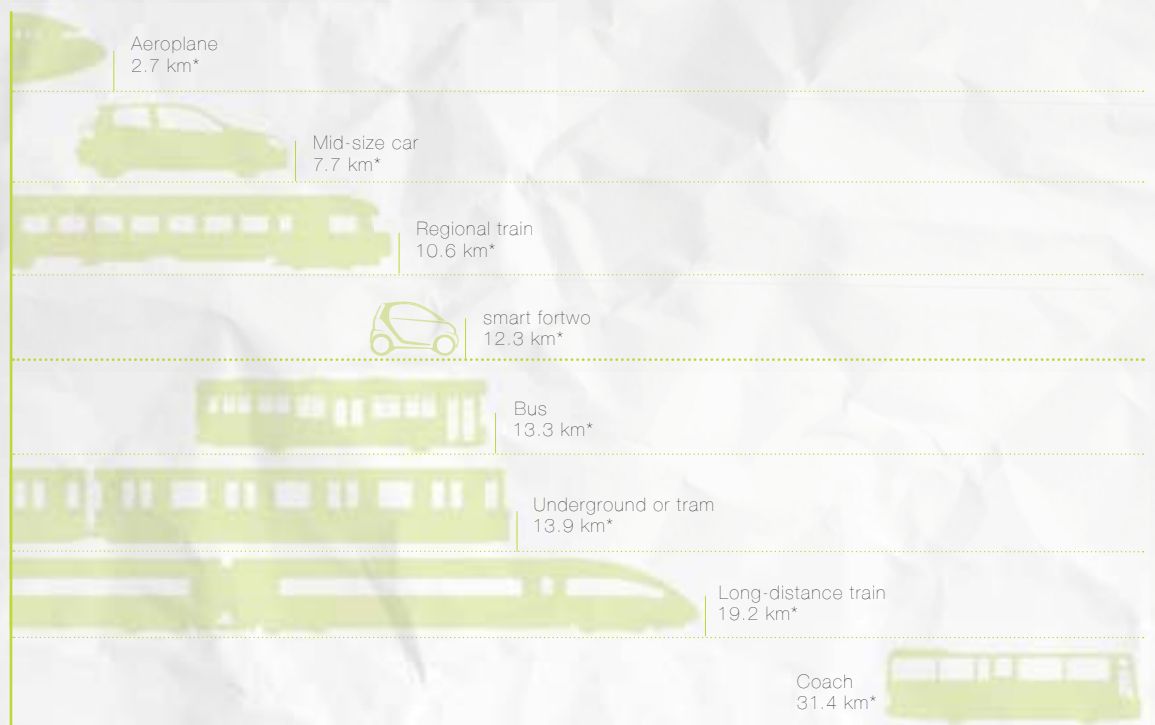 Aeroplane
2.7 km*
Mid-size car
7.7 km*
Regional train
10.6 km*
smart fortwo
12.3 km*
Bus
13.3 km*
Underground or tram
13.9 km*
Long-distance train
19.2 km*
Coach
31.4 km*